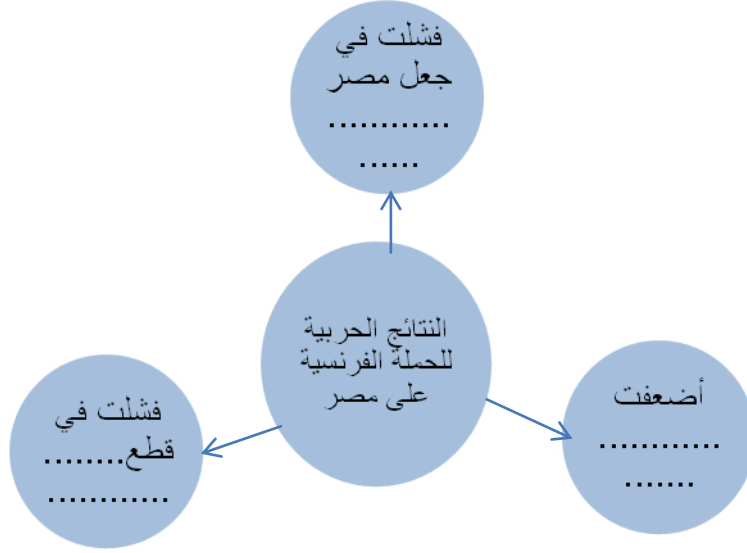 فشلت في
جعل مصر
............
......
النتائج الحربية
للحملة الفرنسية
على مصر
أضعفت
............
.......
فشلت في
قطع........
............